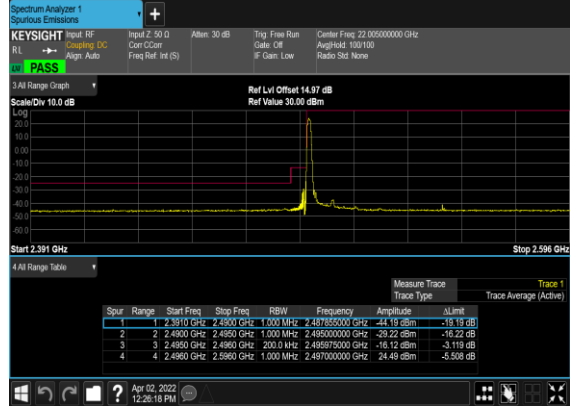 Spectrum Analyzer 1
Spurious Emissions
+
KEYSIGHT Input: RF Input Z: 50 Ω Atten: 30 dB Trig: Free Run Center Freq: 22.005000000 GHz
RL Coupling: DC Corr CCorr Gate: Off Avg|Hold: 100/100
Align: Auto Freq Ref: Int (S) IF Gain: Low Radio Std: None
PASS
3 All Range Graph
Ref Lvl Offset 14.97 dB
Scale/Div 10.0 dB Ref Value 30.00 dBm
Log
20.0
10.0
0.00
-10.0
-20.0
-30.0
-40.0
-50.0
-60.0
Start 2.391 GHz Stop 2.596 GHz
4 All Range Table
Measure Trace Trace 1
Trace Type Trace Average (Active)
Spur Range Start Freq Stop Freq RBW Frequency Amplitude ΔLimit
1 1 2.3910 GHz 2.4900 GHz 1.000 MHz 2.487655000 GHz -44.19 dBm -19.19 dB
2 2 2.4900 GHz 2.4950 GHz 1.000 MHz 2.495000000 GHz -29.22 dBm -16.22 dB
3 3 2.4950 GHz 2.4960 GHz 200.0 kHz 2.495975000 GHz -16.12 dBm -3.119 dB
4 4 2.4960 GHz 2.5960 GHz 1.000 MHz 2.497000000 GHz 24.49 dBm -5.508 dB
? Apr 02, 2022
12:26:18 PM